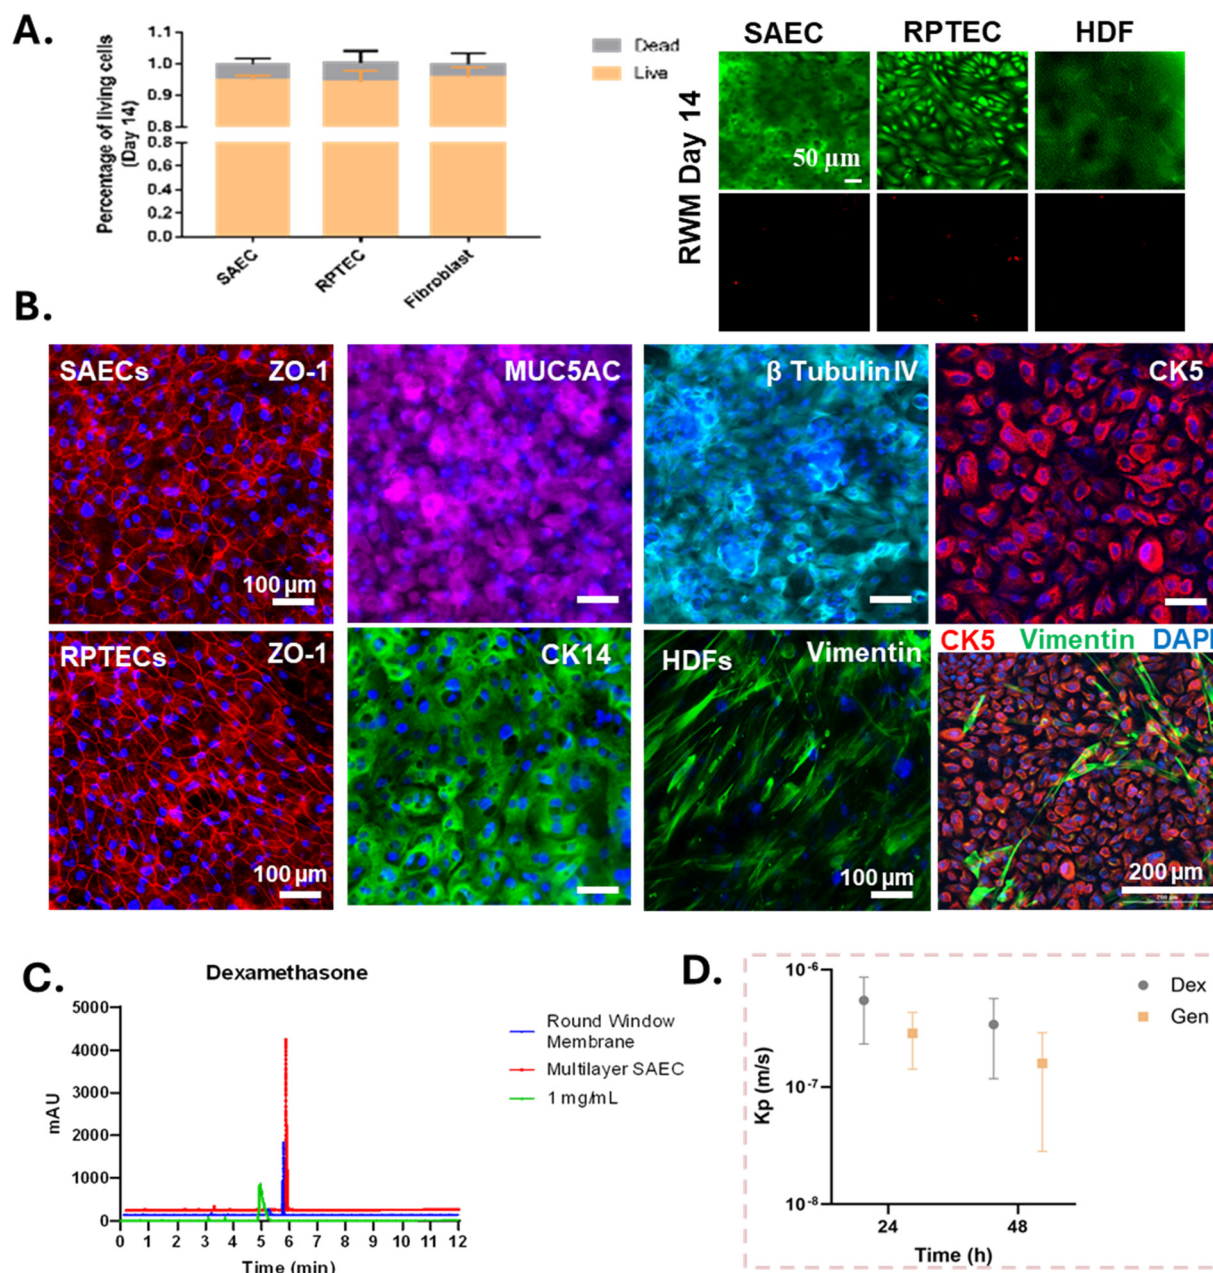 A.
Percentage of living cells
(Day 14)
1.1
1.0
0.9
0.8
0.8
0.6
0.4
0.2
0.0
SAEC
RPTEC
Fibroblast
Dead
Live
SAEC RPTEC HDF
RWM Day 14
50 µm
B.
SAECs ZO-1
100 µm
MUC5AC
β Tubulin IV
CK5
RPTECs ZO-1
100 µm
CK14
HDFs Vimentin
100 µm
CK5 Vimentin DAPI
200 µm
C.
Dexamethasone
mAU
5000
4000
3000
2000
1000
0
0 1 2 3 4 5 6 7 8 9 10 11 12
Time (min)
Round Window
Membrane
Multilayer SAEC
1 mg/mL
D.
Kp (m/s)
10-6
10-7
10-8
24 48
Time (h)
Dex
Gen